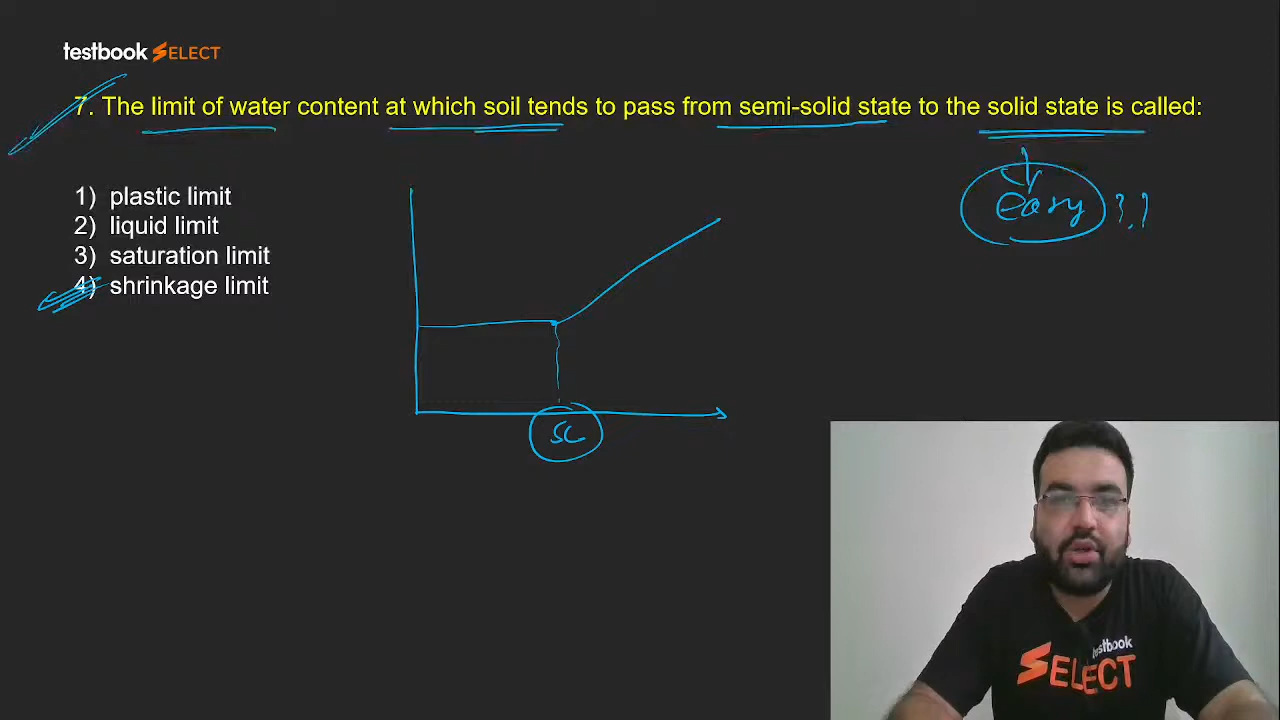 testbook SELECT
7. The limit of water content at which soil tends to pass from semi-solid state to the solid state is called:
easy ??
1) plastic limit
2) liquid limit
3) saturation limit
4) shrinkage limit
SL
testbook
SELECT